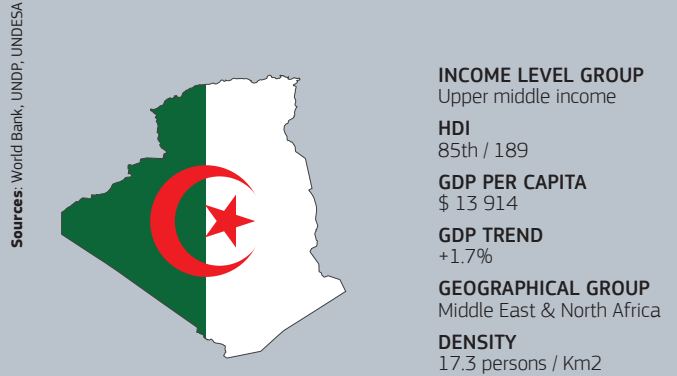 Sources: World Bank, UNDP, UNDESA
INCOME LEVEL GROUP
Upper middle income
HDI
85th / 189
GDP PER CAPITA
$ 13 914
GDP TREND
+1.7%
GEOGRAPHICAL GROUP
Middle East & North Africa
DENSITY
17.3 persons / Km2